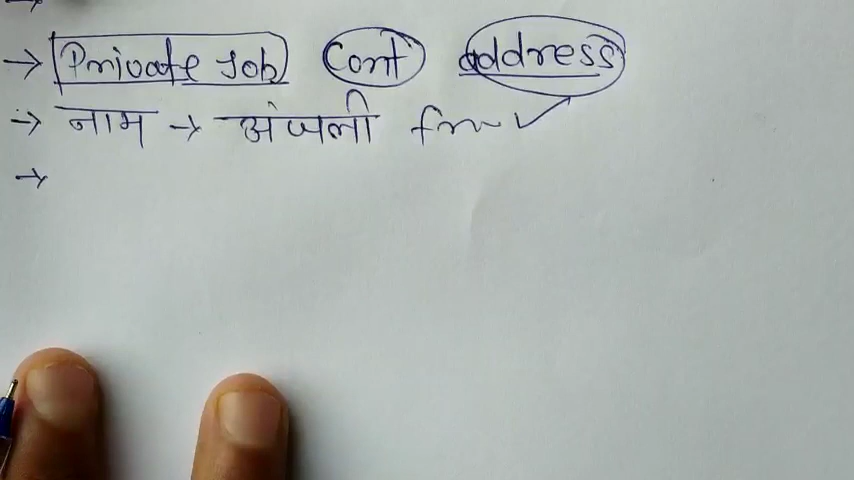 → Private Job Cont address
→ नाम → अंजली
→